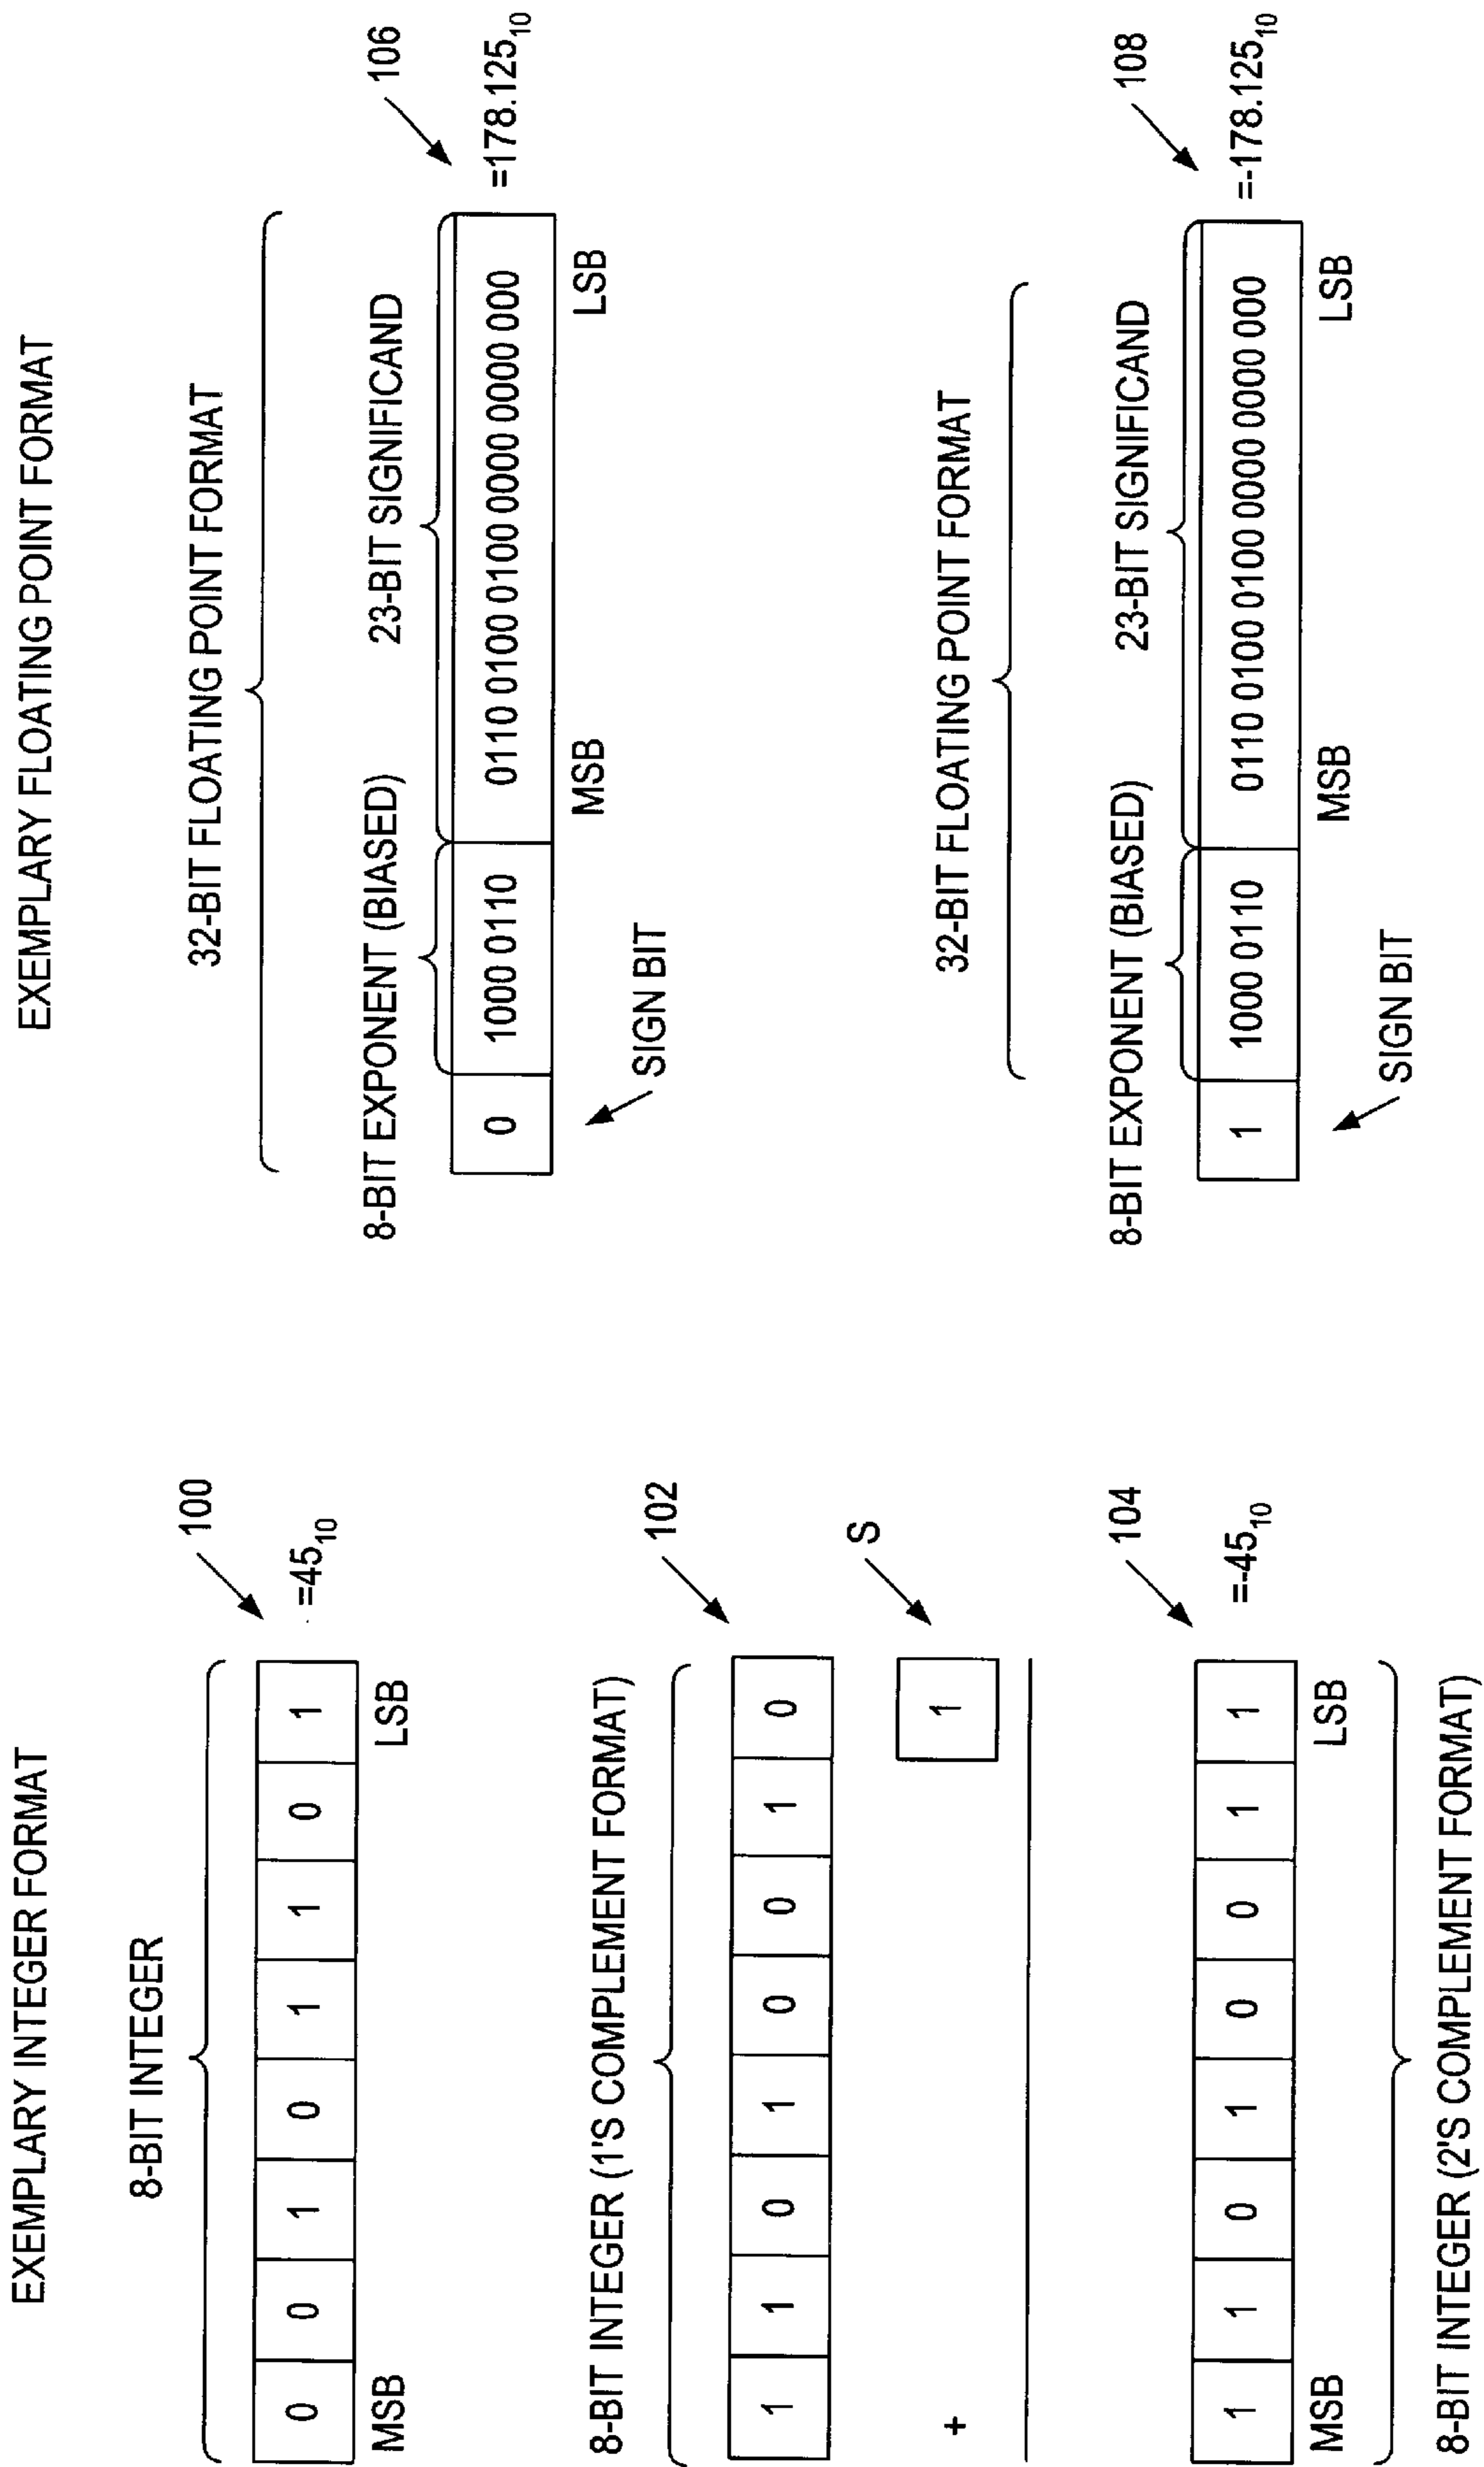 EXEMPLARY INTEGER FORMAT
8-BIT INTEGER
100
0 0 1 0 1 1 0 1 =45₁₀
MSB LSB
8-BIT INTEGER (1'S COMPLEMENT FORMAT)
102
1 1 0 1 0 0 1 0
S
+ 1
104
1 1 0 1 0 0 1 1 =-45₁₀
MSB LSB
8-BIT INTEGER (2'S COMPLEMENT FORMAT)
EXEMPLARY FLOATING POINT FORMAT
32-BIT FLOATING POINT FORMAT
8-BIT EXPONENT (BIASED) 23-BIT SIGNIFICAND
106
0 1000 0110 0110 0100 0100 0000 0000 000 =178.125₁₀
MSB LSB
SIGN BIT
32-BIT FLOATING POINT FORMAT
8-BIT EXPONENT (BIASED) 23-BIT SIGNIFICAND
108
1 1000 0110 0110 0100 0100 0000 0000 000 =-178.125₁₀
MSB LSB
SIGN BIT